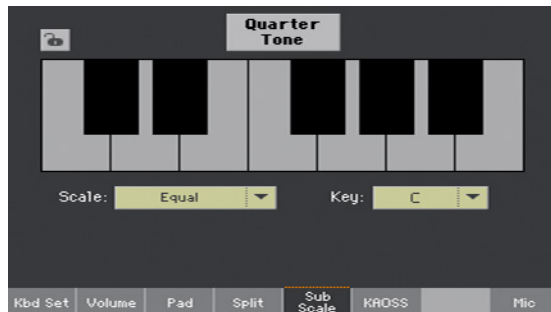 Quarter
Tone
Scale: Equal Key: C
Kbd Set Volume Pad Split Sub Scale KAOSS Mic